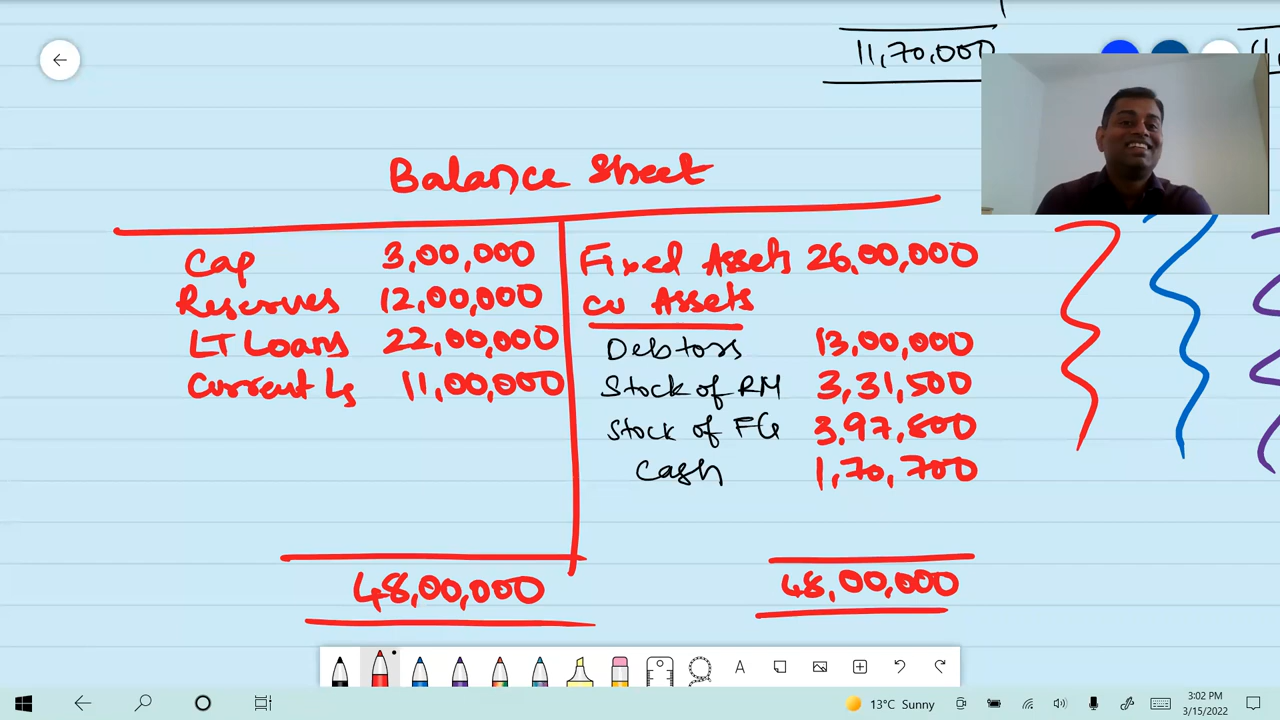 11,70,000
Balance Sheet
Cap 3,00,000 Fixed Assets 26,00,000
Reserves 12,00,000 Cu Assets
LT Loans 22,00,000 Debtors 13,00,000
Current Ls 11,00,000 Stock of RM 3,31,500
Stock of FG 3,97,800
Cash 1,70,700
48,00,000 48,00,000
A
13°C Sunny
3:02 PM
3/15/2022